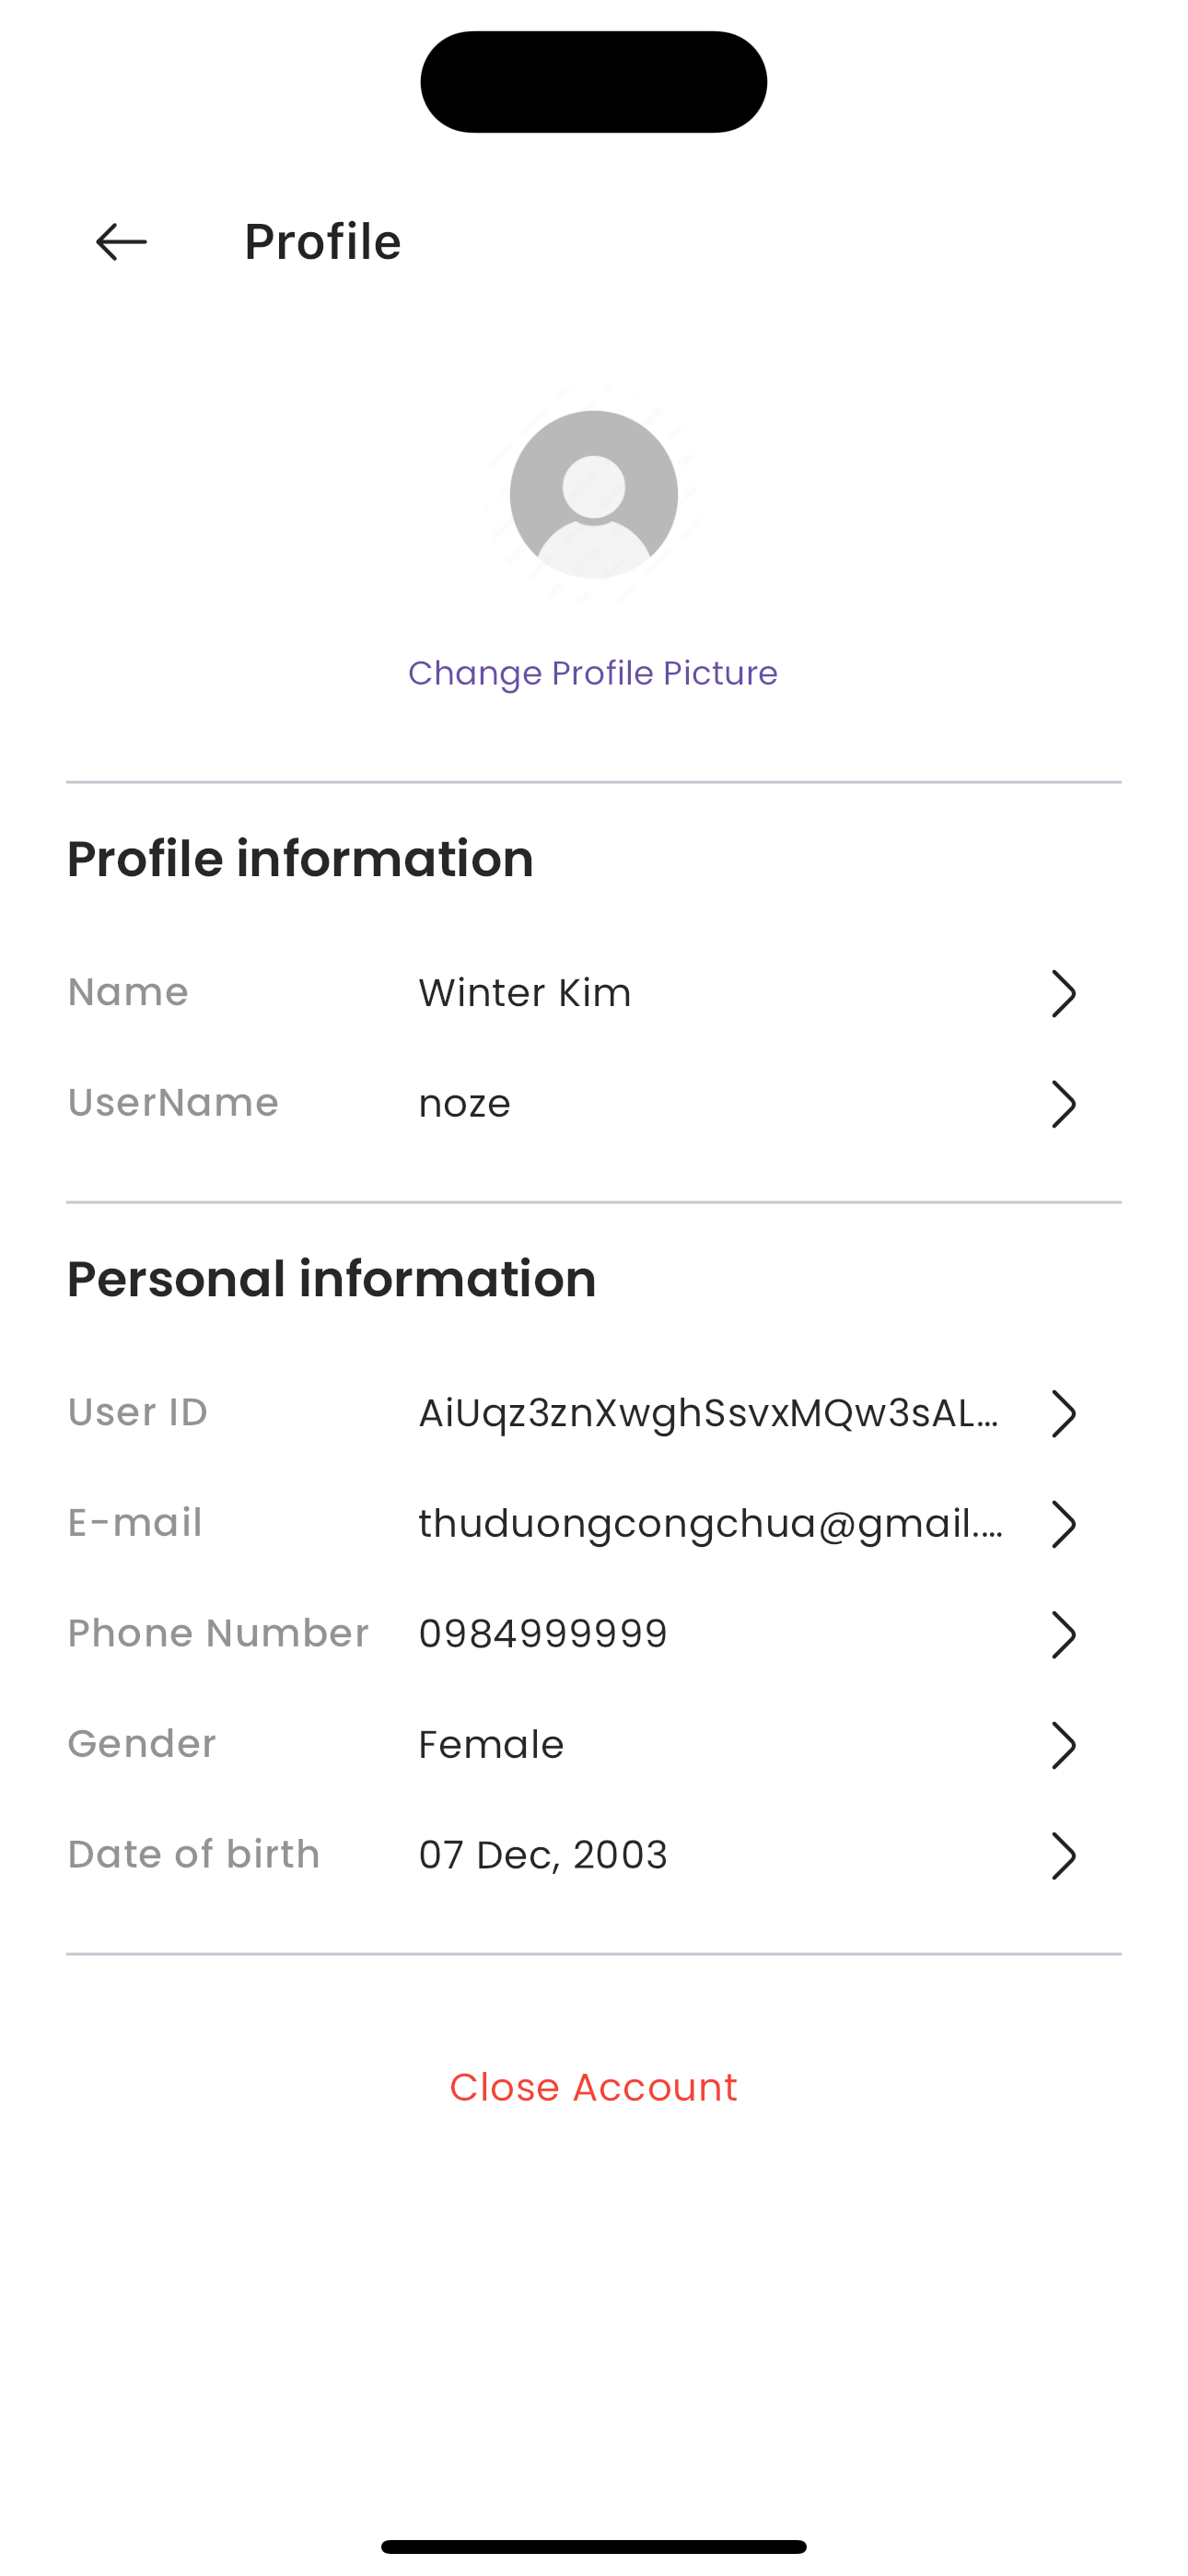 Profile
Change Profile Picture
Profile information
Name Winter Kim
UserName noze
Personal information
User ID AiUqz3znXwghSsvxMQw3sAL...
E-mail thuduongcongchua@gmail....
Phone Number 0984999999
Gender Female
Date of birth 07 Dec, 2003
Close Account